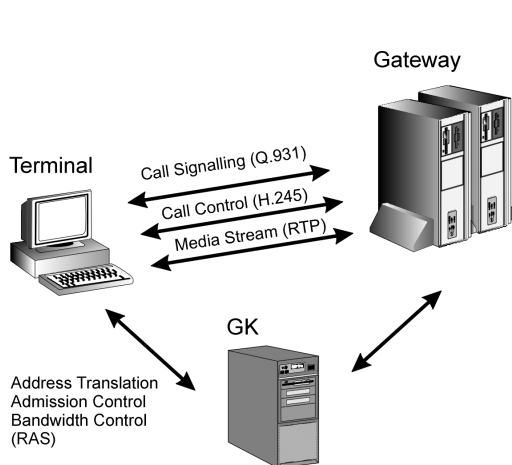 Gateway
Terminal
Call Signalling (Q.931)
Call Control (H.245)
Media Stream (RTP)
GK
Address Translation
Admission Control
Bandwidth Control
(RAS)